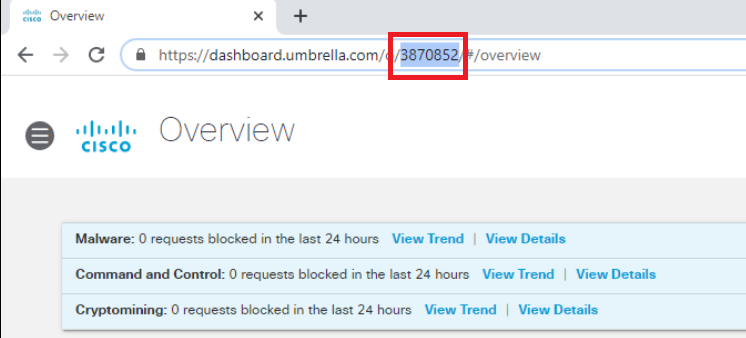 cisco Overview
https://dashboard.umbrella.com/o/3870852/#/overview
cisco Overview
Malware: 0 requests blocked in the last 24 hours View Trend | View Details
Command and Control: 0 requests blocked in the last 24 hours View Trend | View Details
Cryptomining: 0 requests blocked in the last 24 hours View Trend | View Details